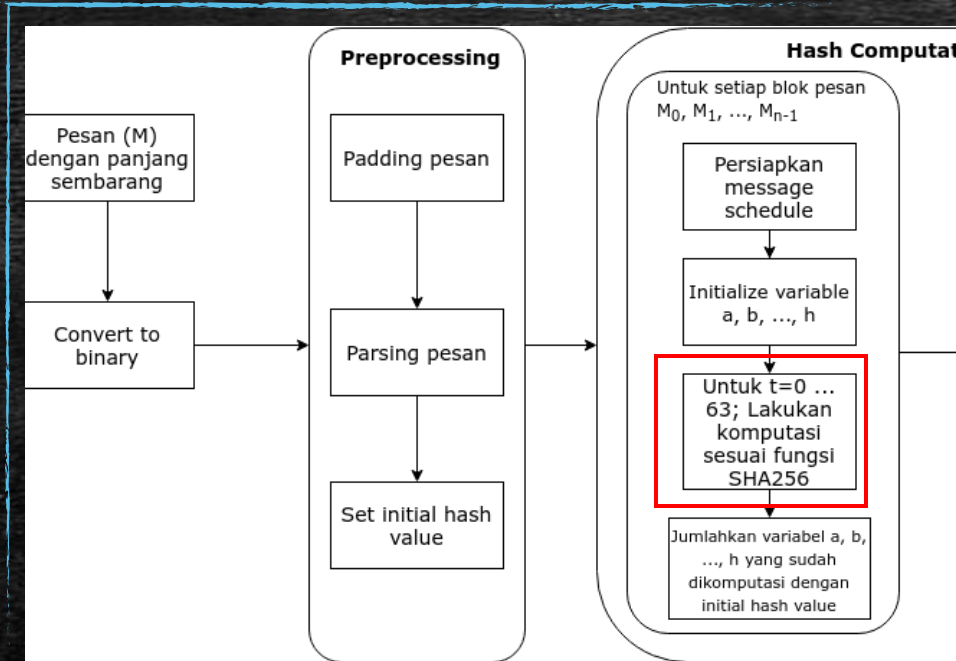 Pesan (M)
dengan panjang
sembarang
Convert to
binary
Preprocessing
Padding pesan
Parsing pesan
Set initial hash
value
Hash Computat
Untuk setiap blok pesan
M₀, M₁, ..., Mₙ₋₁
Persiapkan
message
schedule
Initialize variable
a, b, ..., h
Untuk t=0 ...
63; Lakukan
komputasi
sesuai fungsi
SHA256
Jumlahkan variabel a, b,
..., h yang sudah
dikomputasi dengan
initial hash value